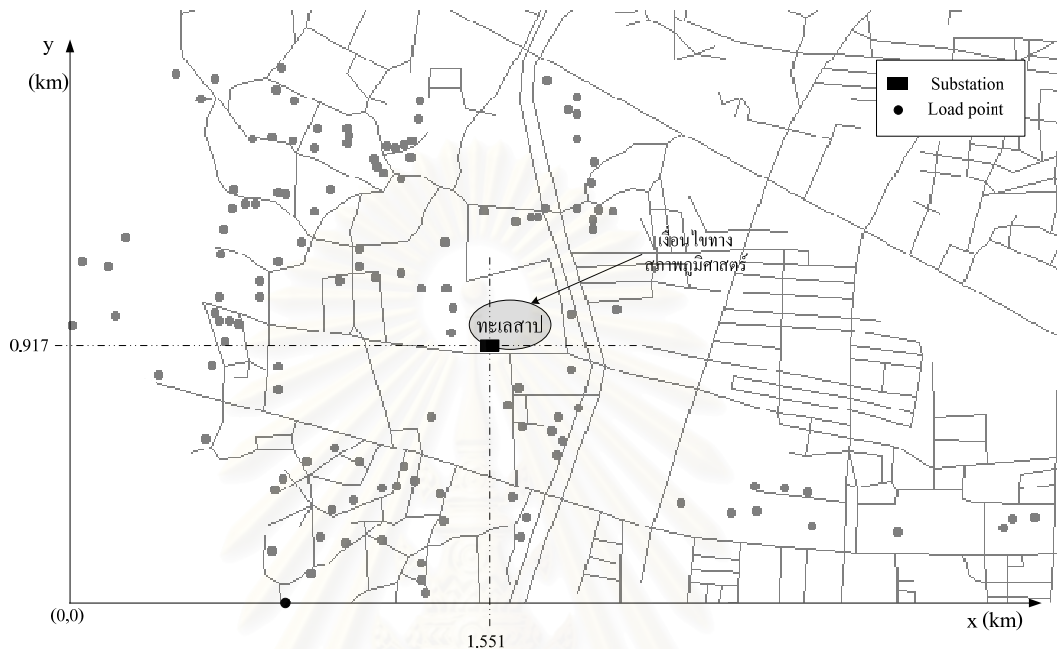 y
(km)
Substation
Load point
เงื่อนไขทาง
สภาพภูมิศาสตร์
ทะเลสาป
0.917
(0,0)
x (km)
1.551